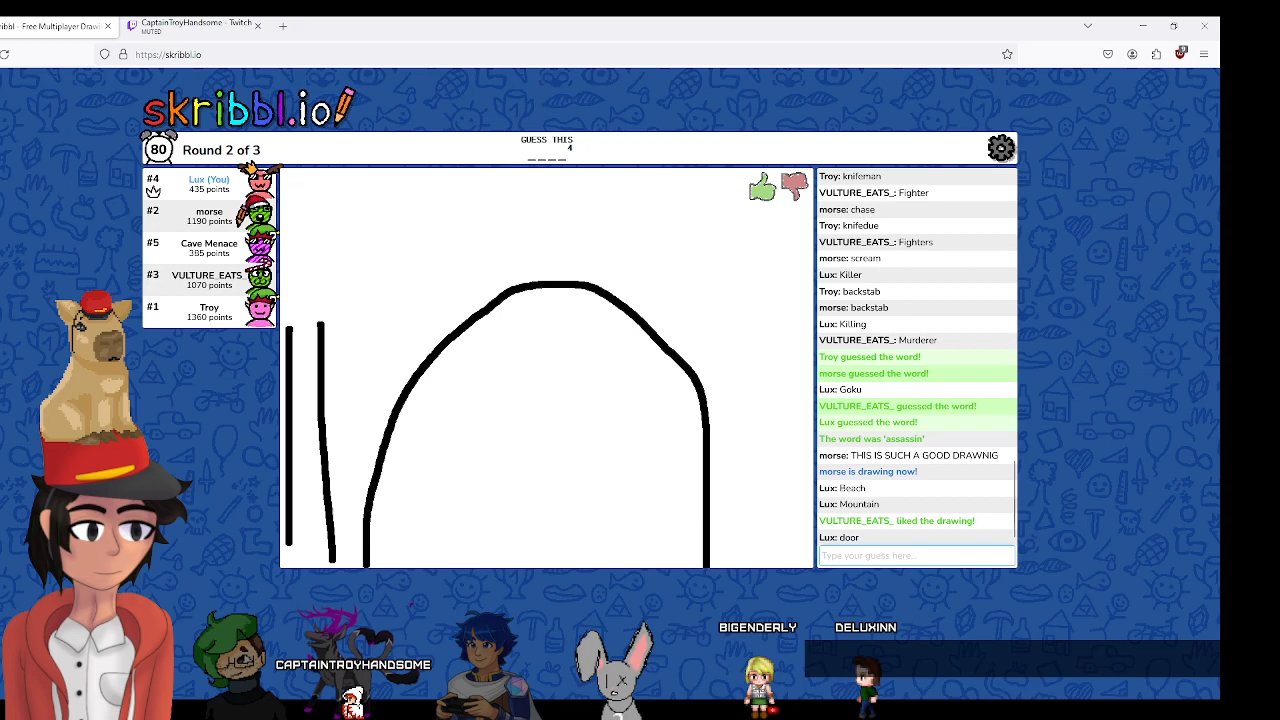 ribbl - Free Multiplayer Draw
CaptainTroyHandsome - Twitch
MUTED
https://skribbl.io
skribbl.io
80
Round 2 of 3
GUESS THIS
4
_ _ _ _
#4
Lux (You)
435 points
#2
morse
1190 points
#5
Cave Menace
385 points
#3
VULTURE_EATS_
1070 points
#1
Troy
1360 points
Troy: knifeman
VULTURE_EATS_: Fighter
morse: chase
Troy: knifedue
VULTURE_EATS_: Fighters
morse: scream
Lux: Killer
Troy: backstab
morse: backstab
Lux: Killing
VULTURE_EATS_: Murderer
Troy guessed the word!
morse guessed the word!
Lux: Goku
VULTURE_EATS_ guessed the word!
Lux guessed the word!
The word was 'assassin'
morse: THIS IS SUCH A GOOD DRAWNIG
morse is drawing now!
Lux: Beach
Lux: Mountain
VULTURE_EATS_ liked the drawing!
Lux: door
Type your guess here...
CAPTAINTROYHANDSOME
BIGENDERLY
DELUXINN